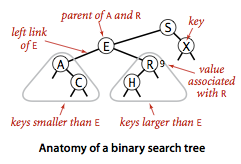 parent of A and R
key
left link
of E
S
E
X
A
R
9
C
H
value
associated
with R
keys smaller than E
keys larger than E
Anatomy of a binary search tree